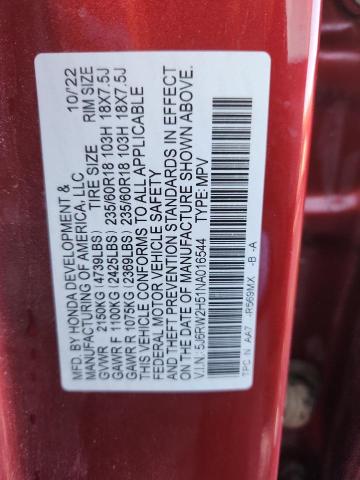 MFD. BY HONDA DEVELOPMENT & 10/'22
MANUFACTURING OF AMERICA, LLC
TIRE SIZE RIM SIZE
GVWR 2150KG (4739LBS)
GAWR F 1100KG (2425LBS) 235/60R18 103H 18X7.5J
GAWR R 1075KG (2369LBS) 235/60R18 103H 18X7.5J
THIS VEHICLE CONFORMS TO ALL APPLICABLE
FEDERAL MOTOR VEHICLE SAFETY
AND THEFT PREVENTION STANDARDS IN EFFECT
ON THE DATE OF MANUFACTURE SHOWN ABOVE.
V.I.N.: 5J6RW2H51NA016544 TYPE: MPV
TPC N AA7 -R569MX -B -A